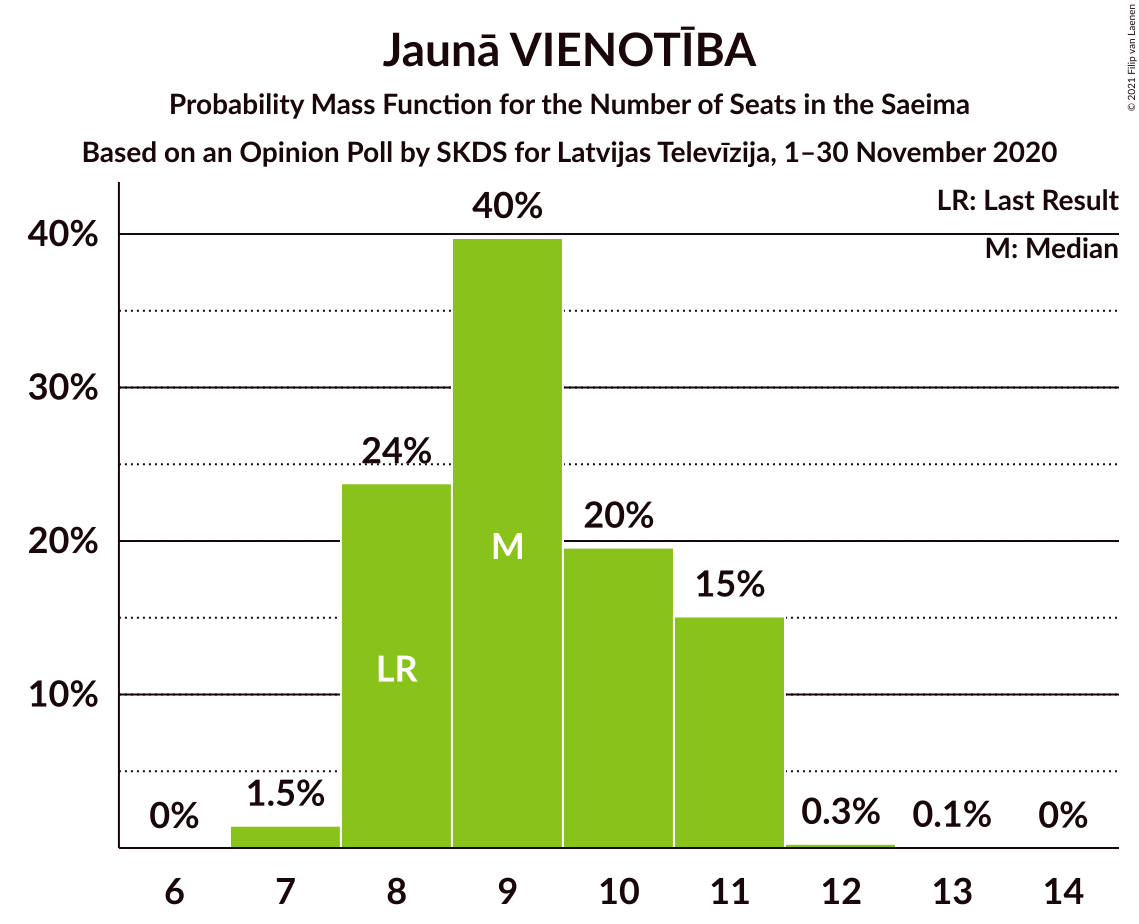 Jaunā VIENOTĪBA
Probability Mass Function for the Number of Seats in the Saeima
Based on an Opinion Poll by SKDS for Latvijas Televīzija, 1–30 November 2020
© 2021 Filip van Laenen
LR: Last Result
M: Median
40%
30%
20%
10%
0%
1.5%
24%
40%
20%
15%
0.3%
0.1%
0%
LR
M
6 7 8 9 10 11 12 13 14